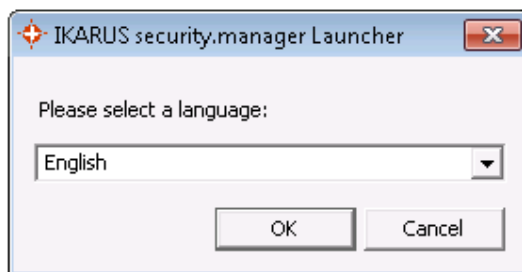 IKARUS security.manager Launcher
Please select a language:
English
OK
Cancel